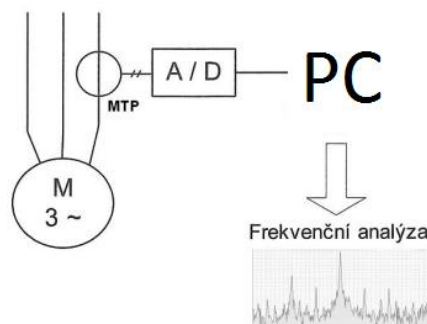 A / D
PC
MTP
M
3 ~
Frekvenční analýza